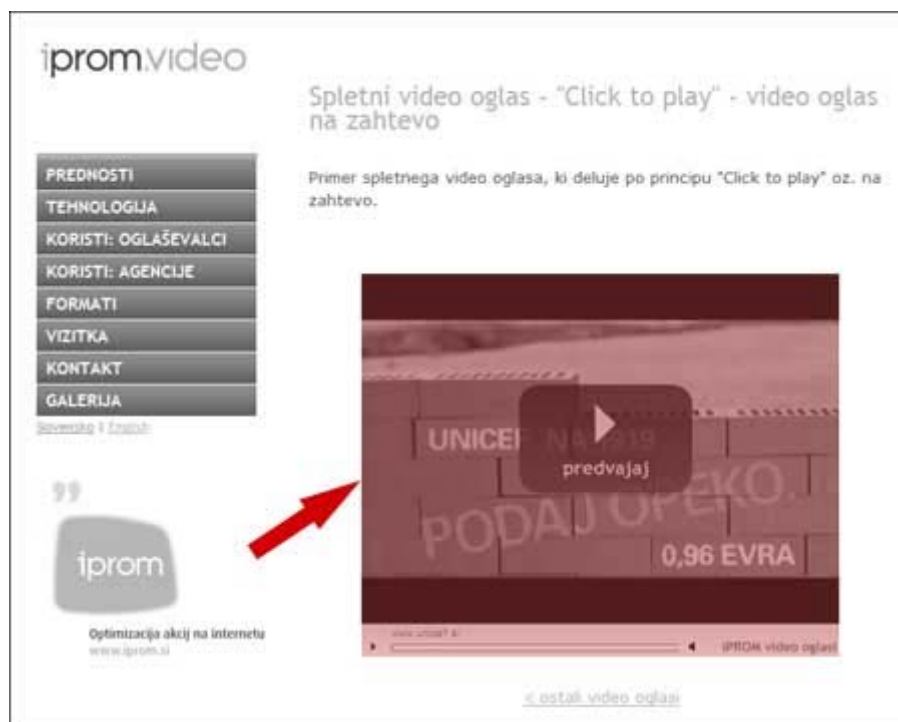 iprom.video
Spletni video oglas - "Click to play" - video oglas
na zahtevo
PREDNOSTI
TEHNOLOGIJA
KORISTI: OGLAŠEVALCI
KORISTI: AGENCIJE
FORMATI
VIZITKA
KONTAKT
GALERIJA
Slovensko | English
Primer spletnega video oglasa, ki deluje po principu "Click to play" oz. na
zahtevo.
UNICEF NA 1919
predvajaj
PODAJ OPEKO.
0,96 EVRA
iPROM video oglasi
< ostali video oglasi
iprom
Optimizacija akcij na internetu
www.iprom.si